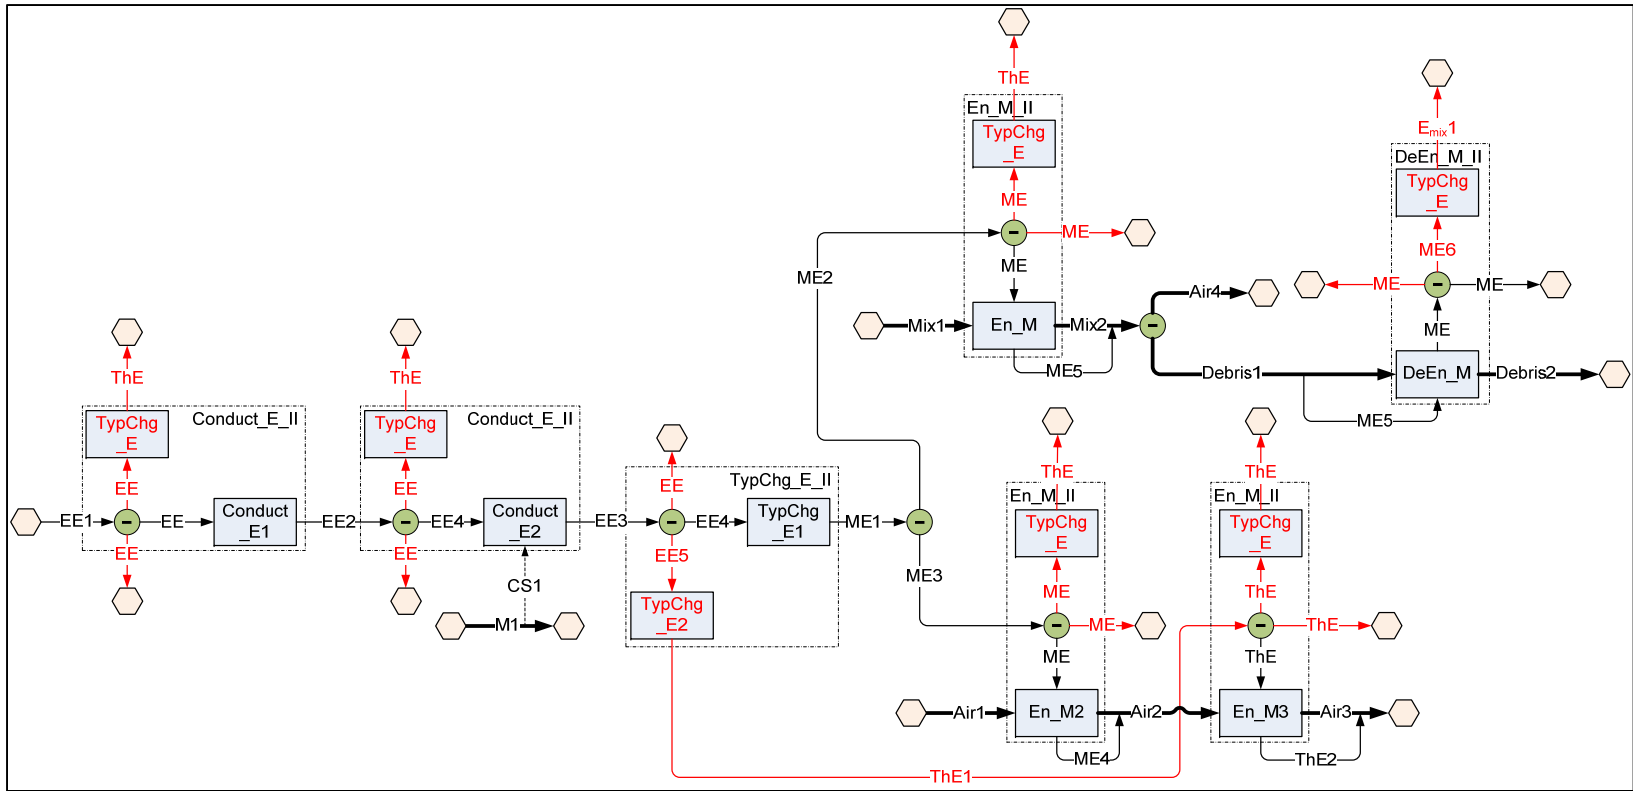 ThE
En_M_II
TypChg
_E
ME
ME
ME
ME2
Mix1
En_M
Mix2
ME5
Air4
Emix1
DeEn_M_II
TypChg
_E
ME6
ME
ME
ME
Debris1
DeEn_M
Debris2
ME5
ThE
TypChg
_E
Conduct_E_II
EE
EE1
EE
Conduct
_E1
EE
EE2
ThE
TypChg
_E
Conduct_E_II
EE
EE4
Conduct
_E2
EE
CS1
M1
EE3
EE
TypChg_E_II
EE4
TypChg
_E1
EE5
TypChg
_E2
ME1
ME3
ThE
En_M_II
TypChg
_E
ME
ME
ME
Air1
En_M2
Air2
ME4
ThE
En_M_II
TypChg
_E
ThE
ThE
ThE
En_M3
Air3
ThE2
ThE1